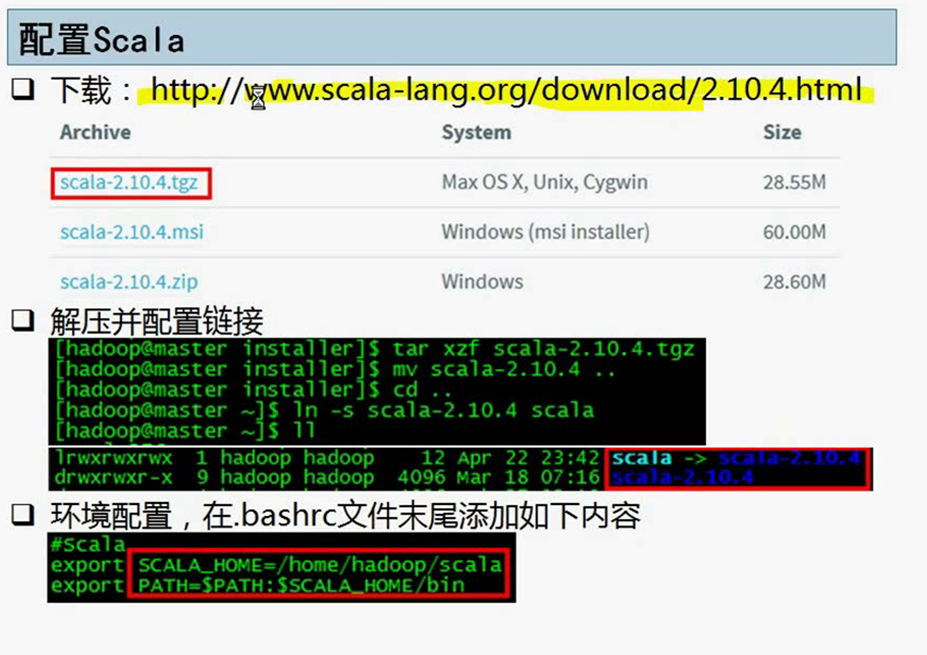 配置Scala
❑ 下载：http://www.scala-lang.org/download/2.10.4.html
Archive System Size
scala-2.10.4.tgz Max OS X, Unix, Cygwin 28.55M
scala-2.10.4.msi Windows (msi installer) 60.00M
scala-2.10.4.zip Windows 28.60M
❑ 解压并配置链接
[hadoop@master installer]$ tar xzf scala-2.10.4.tgz
[hadoop@master installer]$ mv scala-2.10.4 ..
[hadoop@master installer]$ cd ..
[hadoop@master ~]$ ln -s scala-2.10.4 scala
[hadoop@master ~]$ ll
lrwxrwxrwx 1 hadoop hadoop 12 Apr 22 23:42 scala -> scala-2.10.4
drwxrwxr-x 9 hadoop hadoop 4096 Mar 18 07:16 scala-2.10.4
❑ 环境配置，在.bashrc文件末尾添加如下内容
#Scala
export SCALA_HOME=/home/hadoop/scala
export PATH=$PATH:$SCALA_HOME/bin